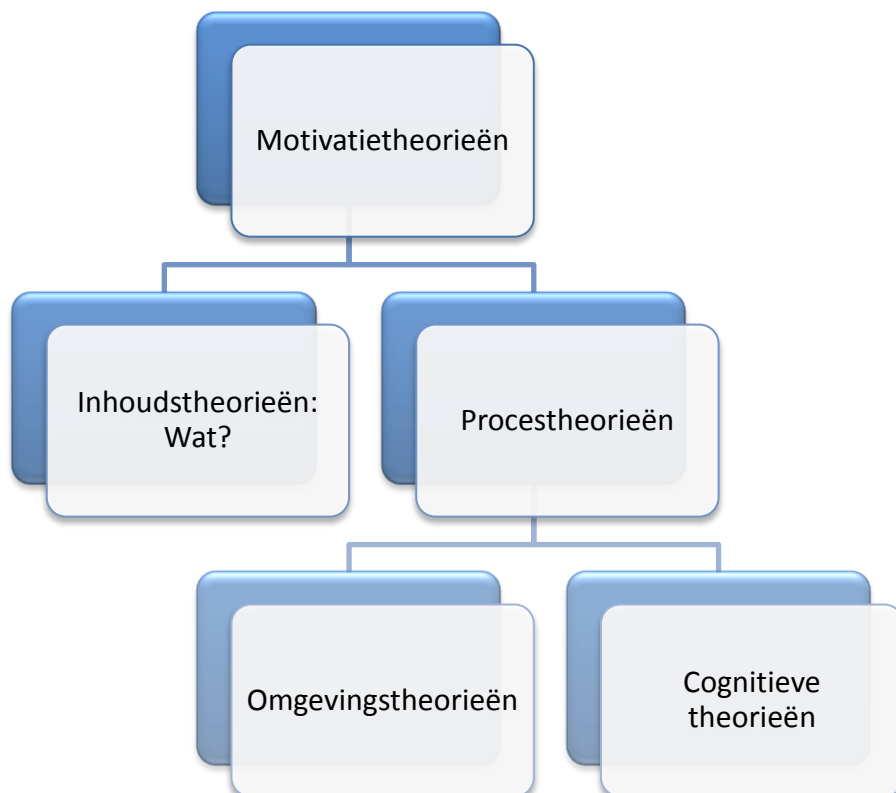 Motivatietheorieën
Inhoudstheorieën:
Wat?
Procestheorieën
Omgevingstheorieën
Cognitieve
theorieën